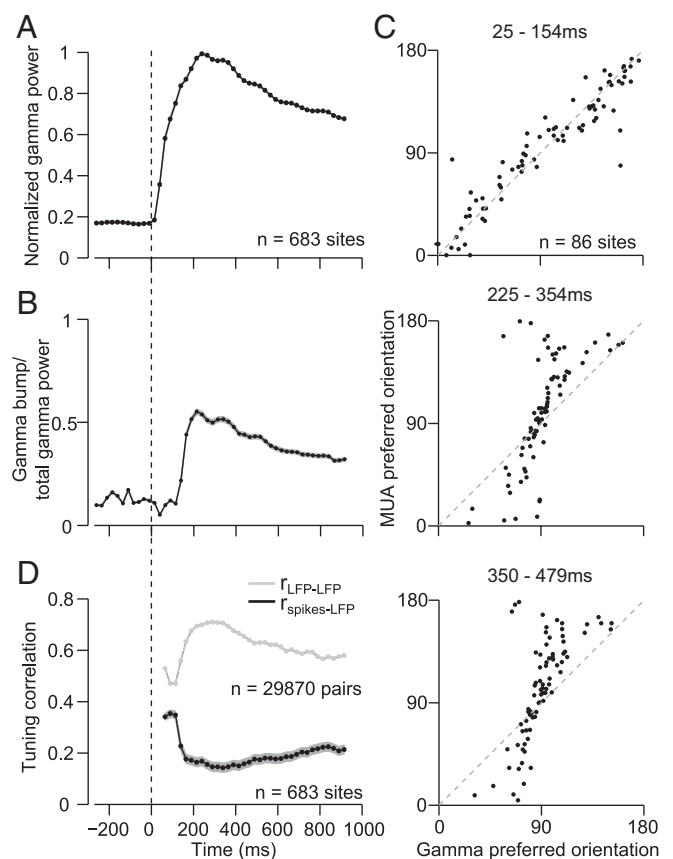 A
Normalized gamma power
1
0.8
0.6
0.4
0.2
0
n = 683 sites
B
Gamma bump/
total gamma power
1
0.5
0
D
Tuning correlation
0.8
0.6
0.4
0.2
0
r LFP-LFP
r spikes-LFP
n = 29870 pairs
n = 683 sites
−200 0 200 400 600 800 1000
Time (ms)
C
25 - 154ms
180
90
0
n = 86 sites
225 - 354ms
MUA preferred orientation
180
90
0
350 - 479ms
180
90
0
0 90 180
Gamma preferred orientation